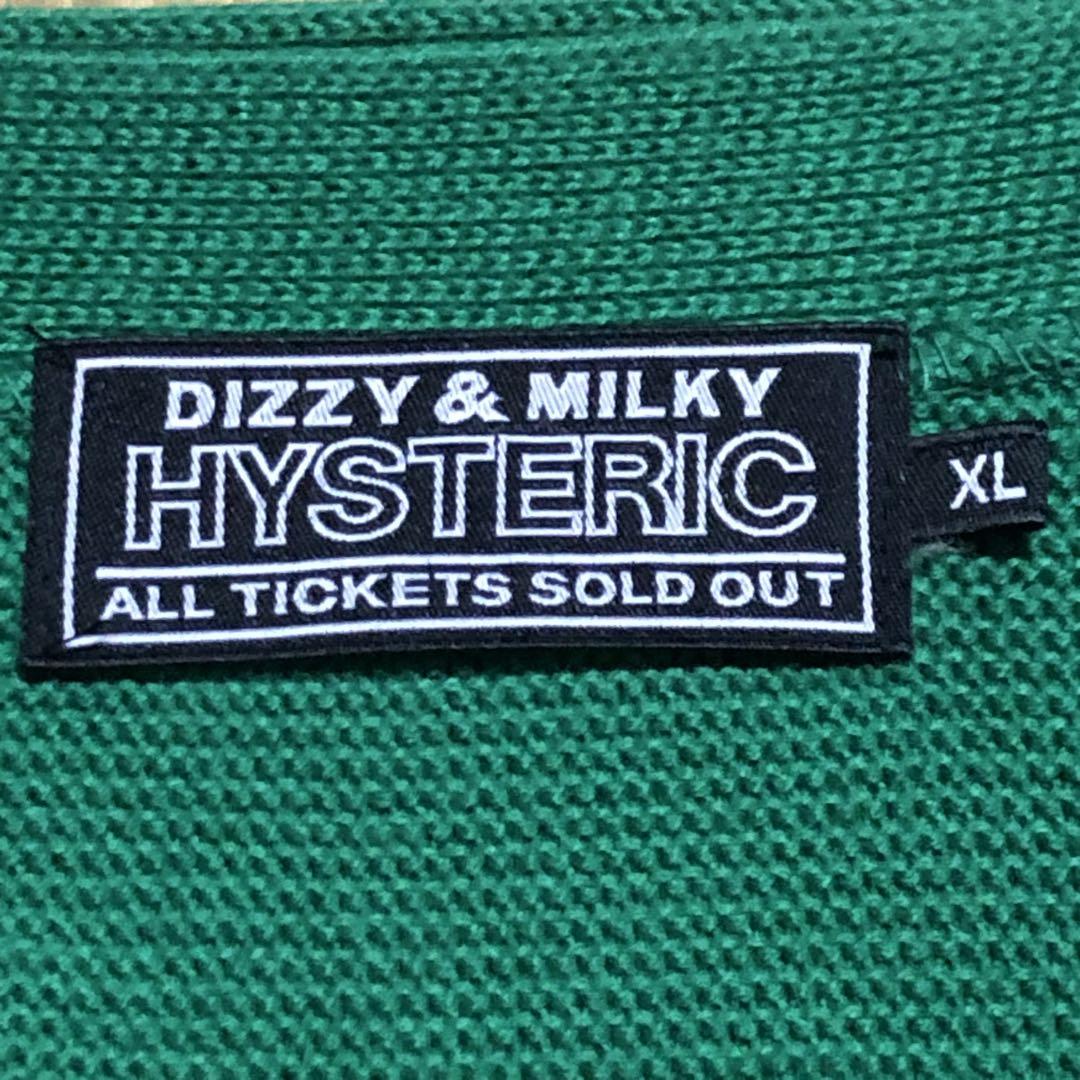 DIZZY & MILKY
HYSTERIC
ALL TICKETS SOLD OUT
XL